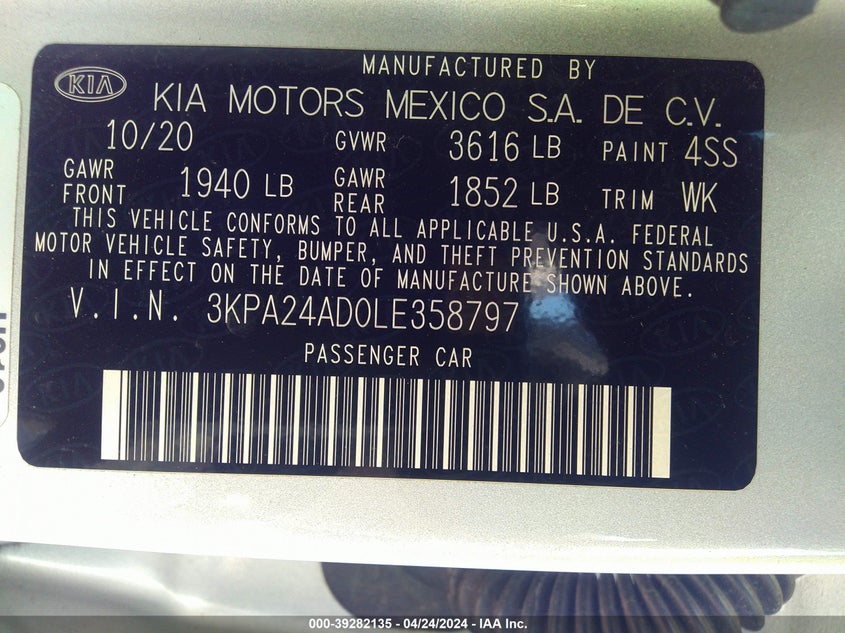 MANUFACTURED BY
KIA
KIA MOTORS MEXICO S.A. DE C.V.
10/20 GVWR 3616 LB PAINT 4SS
GAWR FRONT 1940 LB GAWR REAR 1852 LB TRIM WK
THIS VEHICLE CONFORMS TO ALL APPLICABLE U.S.A. FEDERAL
MOTOR VEHICLE SAFETY, BUMPER, AND THEFT PREVENTION STANDARDS
IN EFFECT ON THE DATE OF MANUFACTURE SHOWN ABOVE.
V.I.N. 3KPA24AD0LE358797
PASSENGER CAR
000-39282135 - 04/24/2024 - IAA Inc.